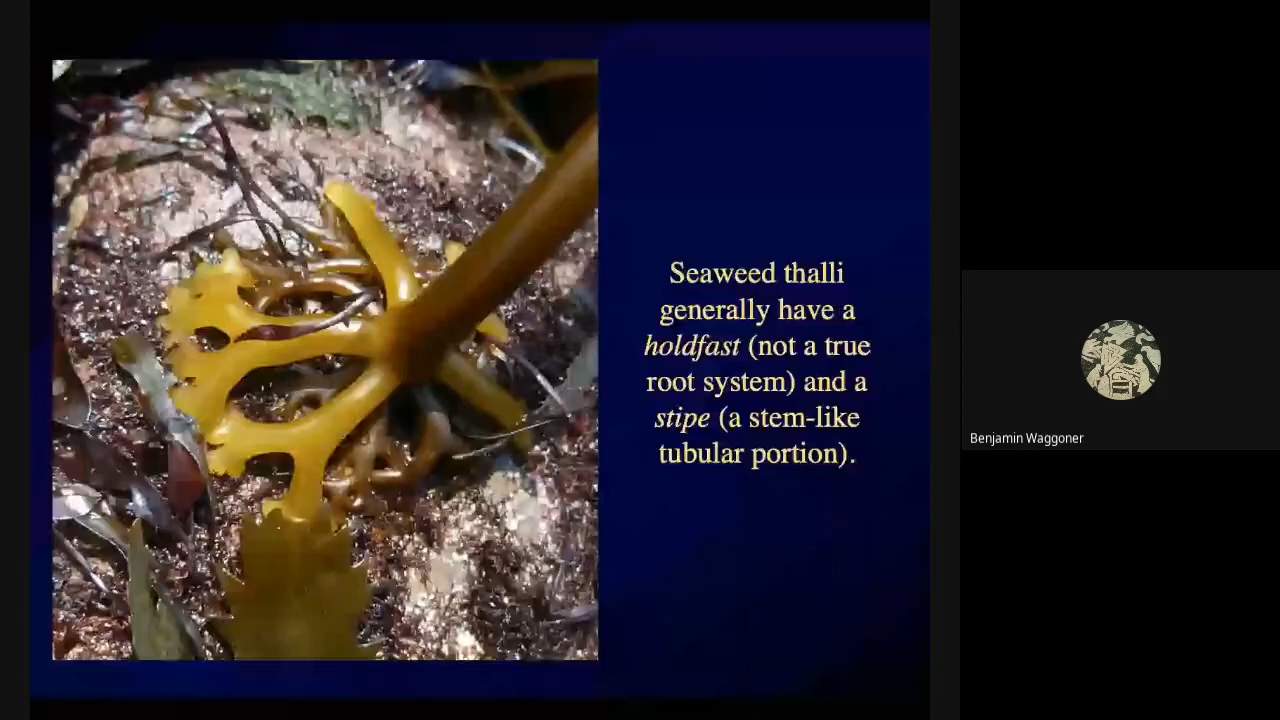 Seaweed thalli
generally have a
holdfast (not a true
root system) and a
stipe (a stem-like
tubular portion).
Benjamin Waggoner